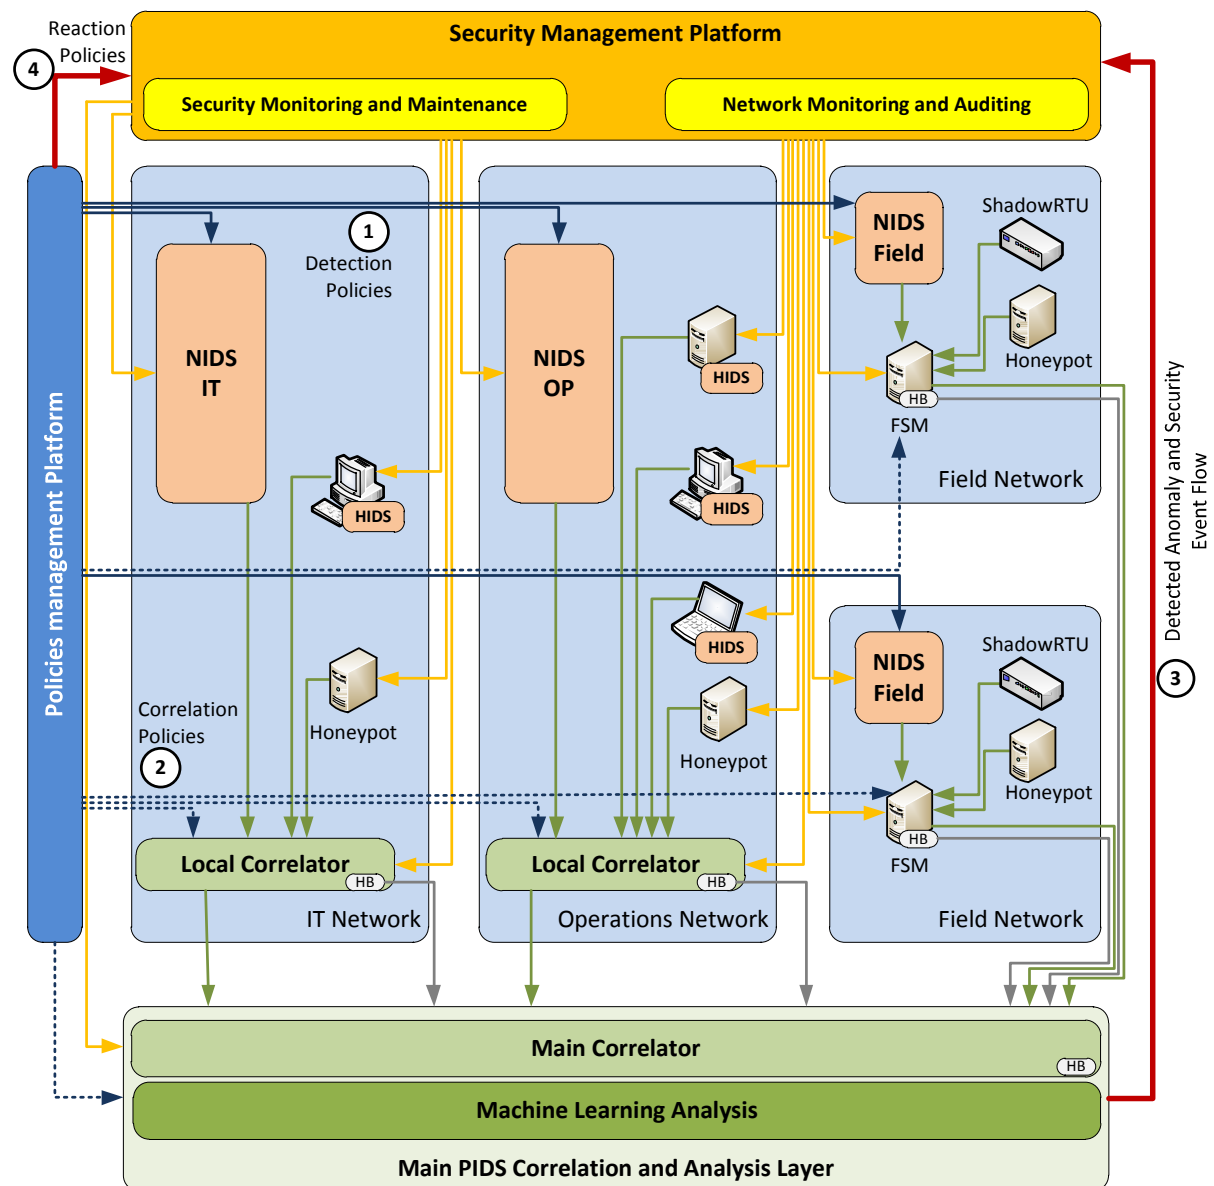 Reaction
Policies
4
Security Management Platform
Security Monitoring and Maintenance
Network Monitoring and Auditing
Policies management Platform
1
Detection
Policies
NIDS
IT
HIDS
Honeypot
Correlation
Policies
2
Local Correlator
HB
IT Network
NIDS
OP
HIDS
HIDS
HIDS
Honeypot
Local Correlator
HB
Operations Network
NIDS
Field
ShadowRTU
Honeypot
HB
FSM
Field Network
NIDS
Field
ShadowRTU
Honeypot
HB
FSM
Field Network
Detected Anomaly and Security
Event Flow
3
Main Correlator
HB
Machine Learning Analysis
Main PIDS Correlation and Analysis Layer